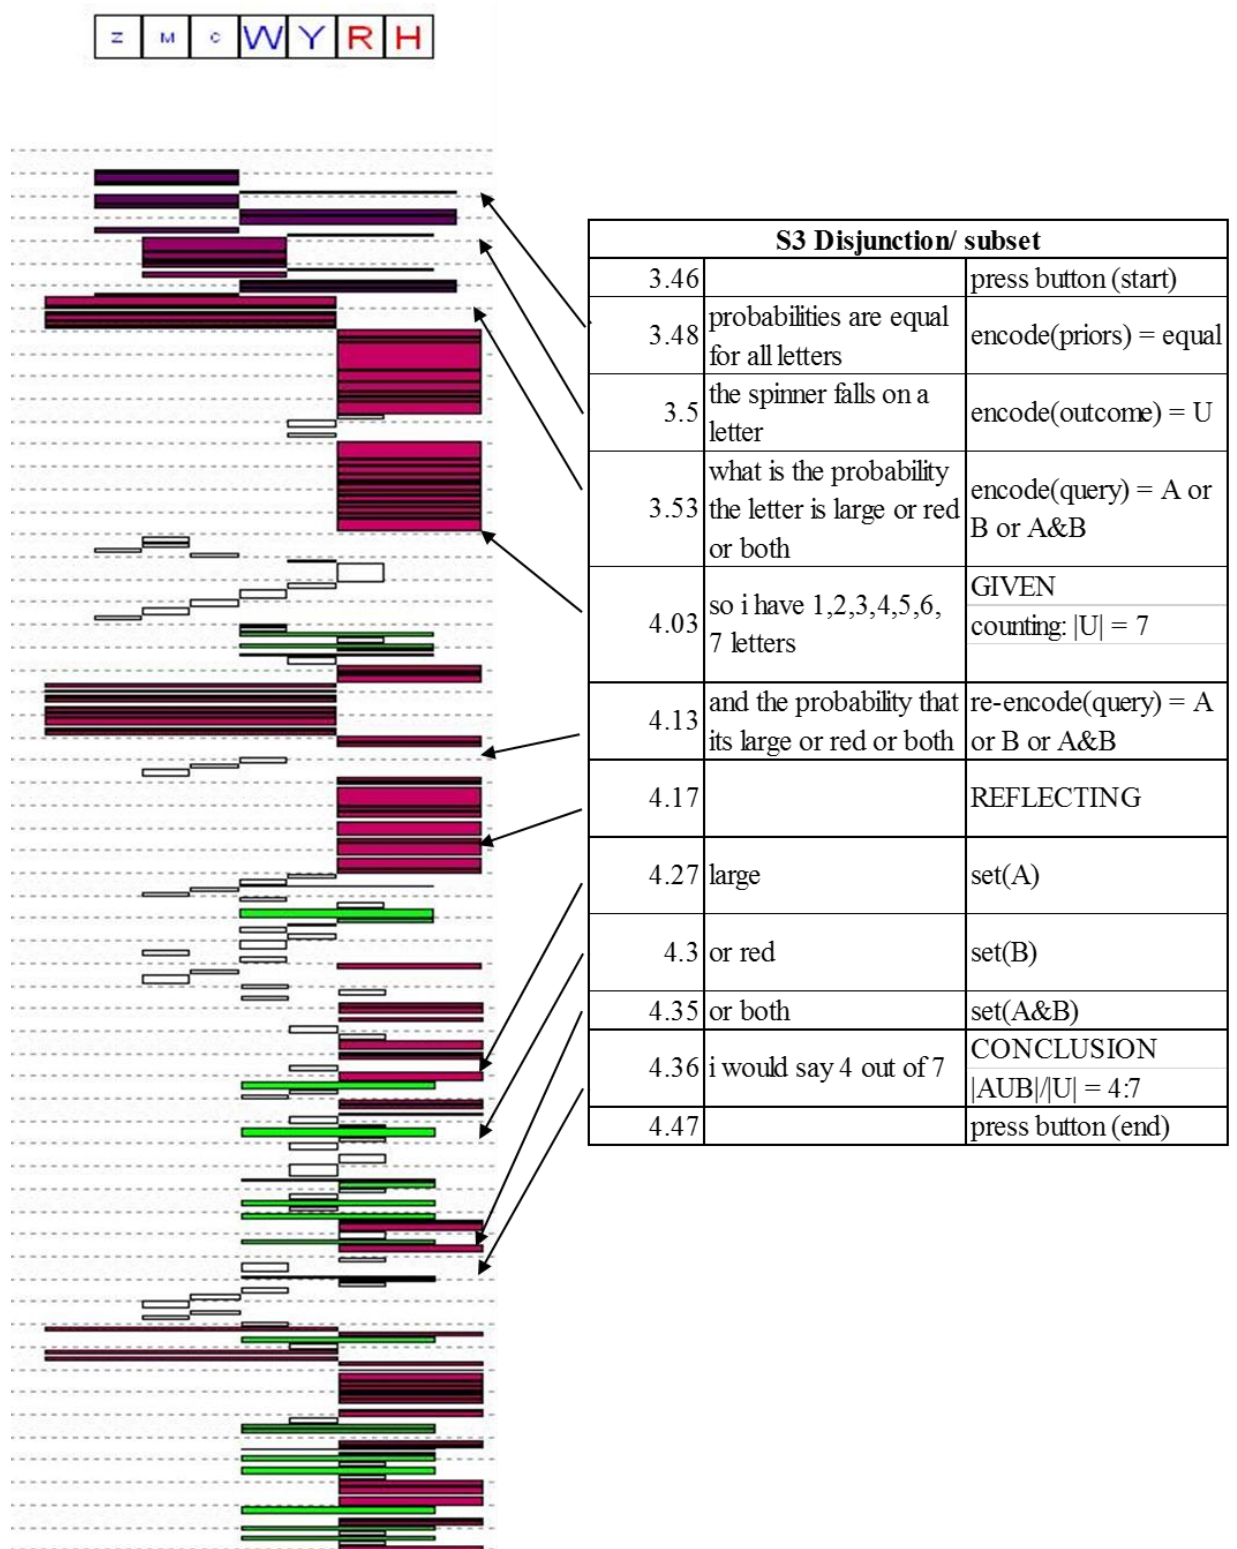 Z M C W Y R H
S3 Disjunction/ subset
3.46 press button (start)
3.48 probabilities are equal for all letters encode(priors) = equal
3.5 the spinner falls on a letter encode(outcome) = U
3.53 what is the probability the letter is large or red or both encode(query) = A or B or A&B
4.03 so i have 1,2,3,4,5,6, 7 letters GIVEN counting: |U| = 7
4.13 and the probability that its large or red or both re-encode(query) = A or B or A&B
4.17 REFLECTING
4.27 large set(A)
4.3 or red set(B)
4.35 or both set(A&B)
4.36 i would say 4 out of 7 CONCLUSION |AUB|/|U| = 4:7
4.47 press button (end)